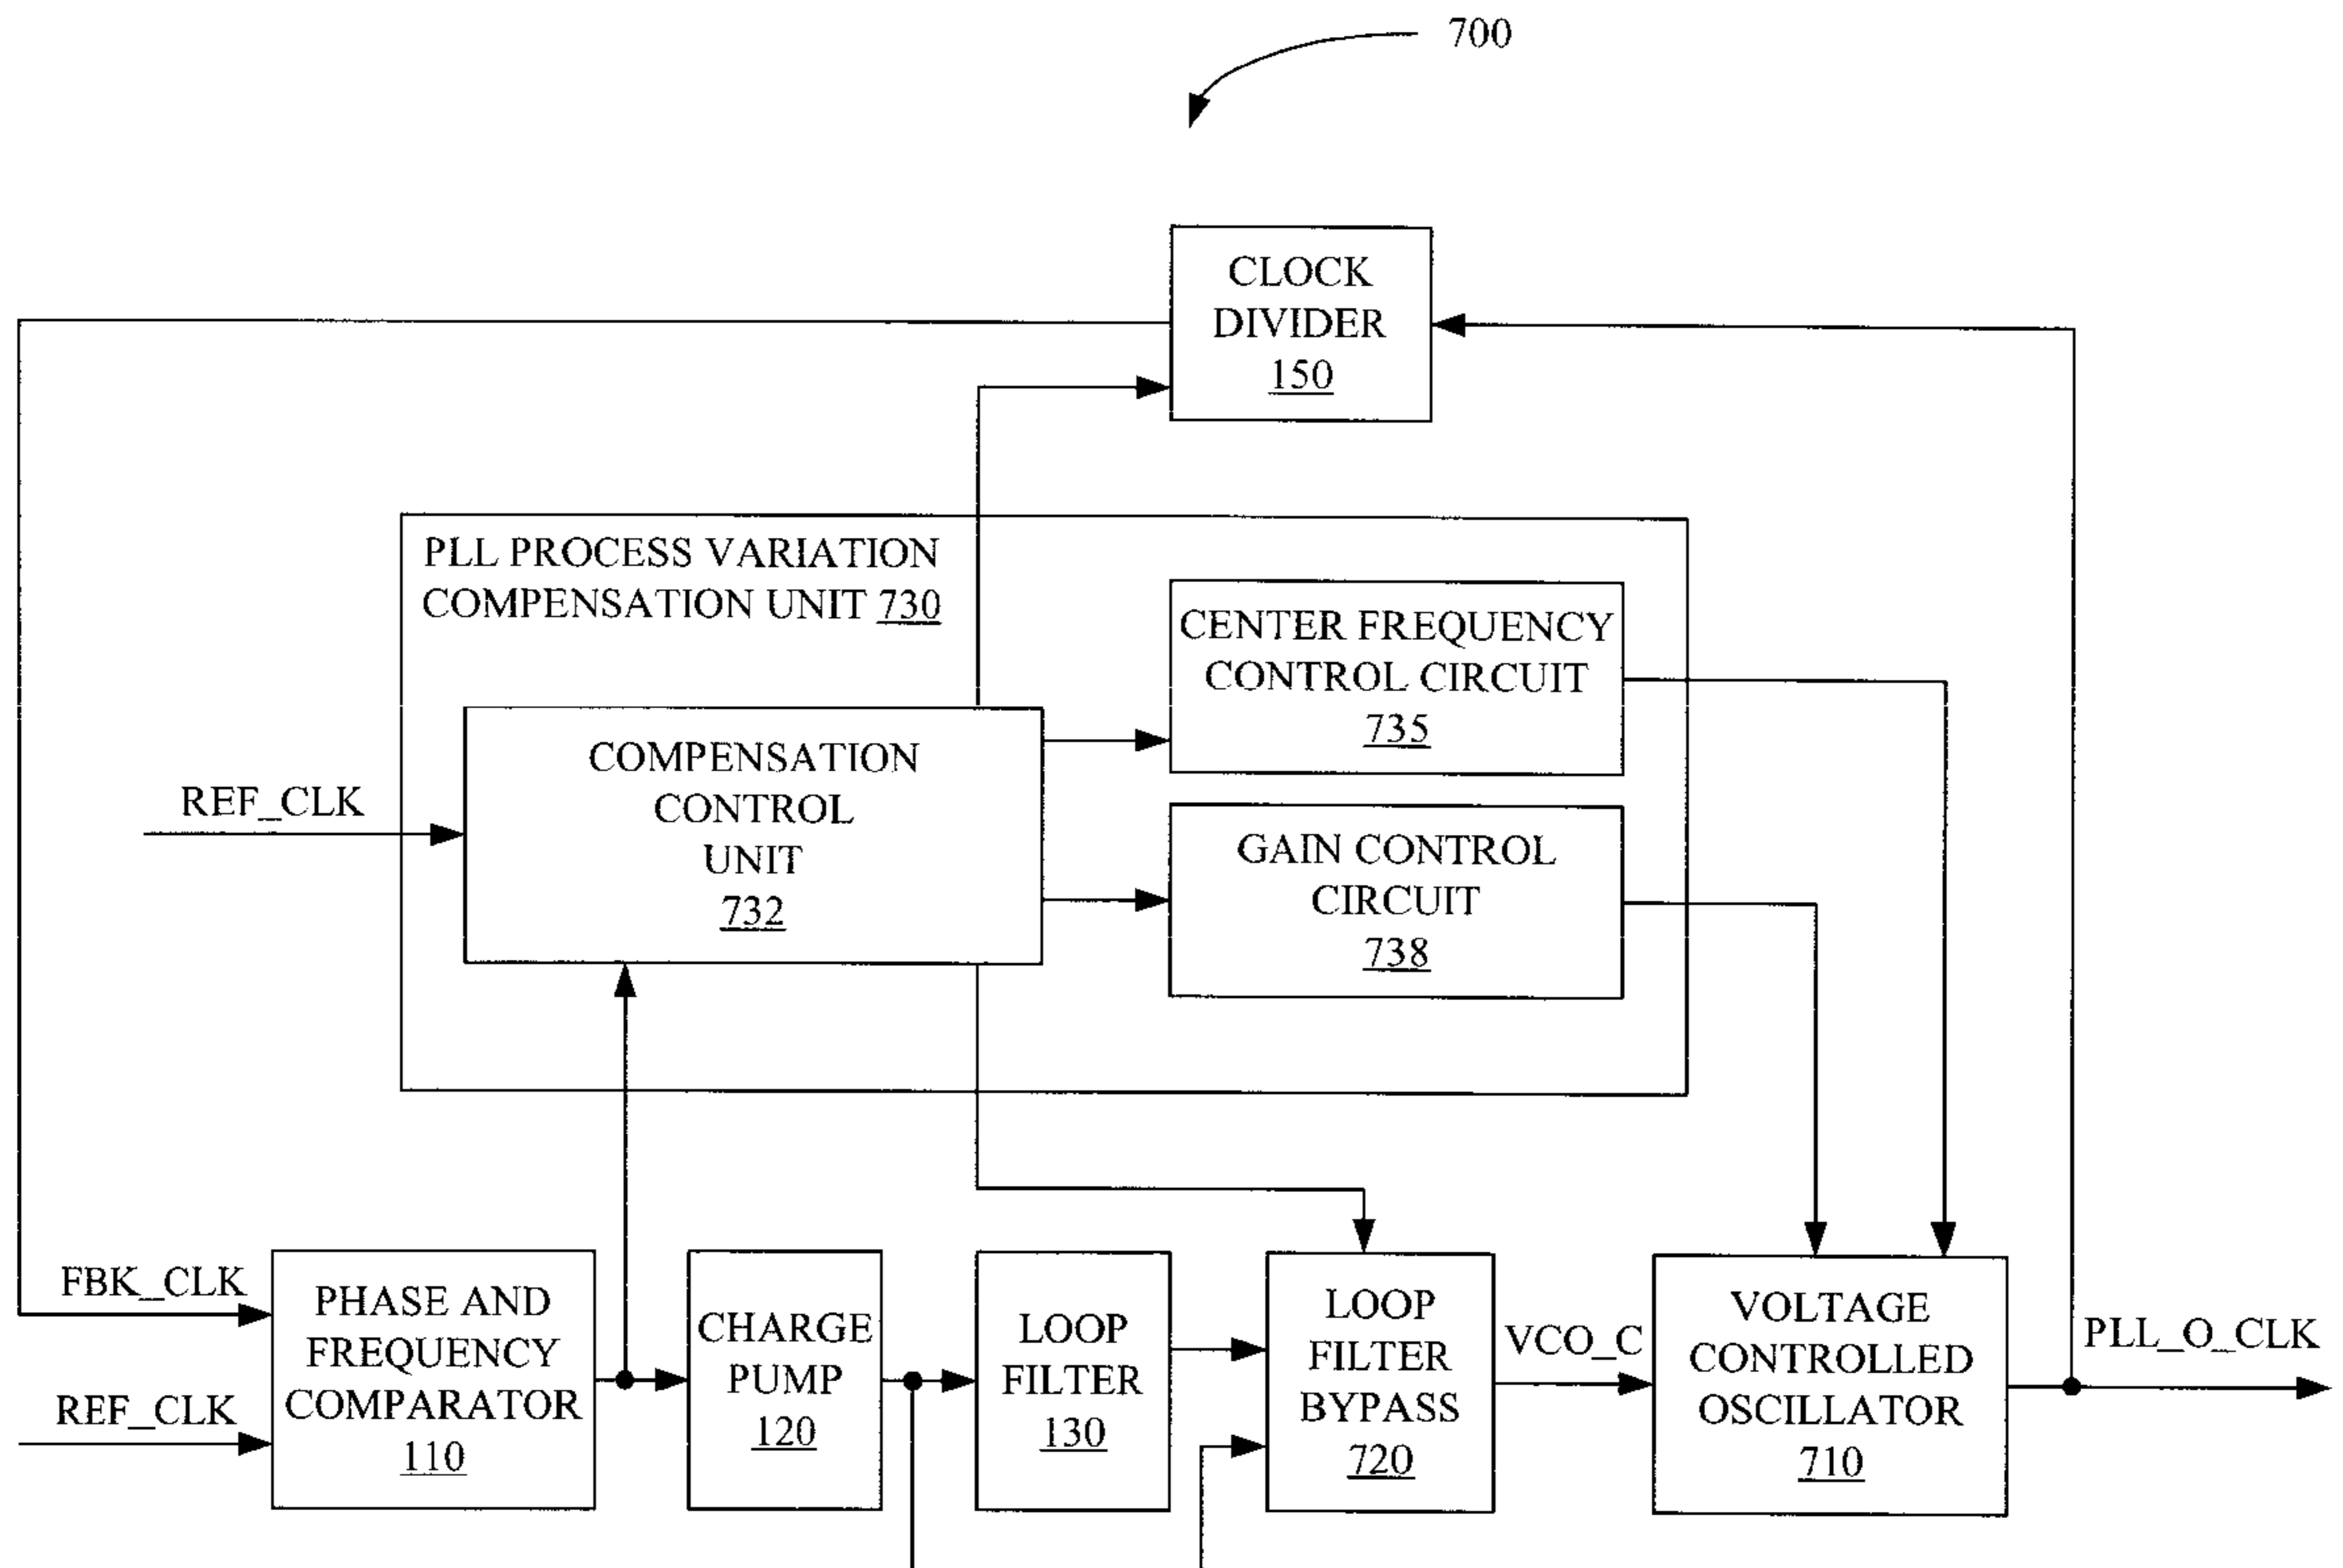 700
CLOCK
DIVIDER
150
PLL PROCESS VARIATION
COMPENSATION UNIT 730
CENTER FREQUENCY
CONTROL CIRCUIT
735
COMPENSATION
CONTROL
UNIT
732
REF_CLK
GAIN CONTROL
CIRCUIT
738
FBK_CLK
REF_CLK
PHASE AND
FREQUENCY
COMPARATOR
110
CHARGE
PUMP
120
LOOP
FILTER
130
LOOP
FILTER
BYPASS
720
VCO_C
VOLTAGE
CONTROLLED
OSCILLATOR
710
PLL_O_CLK